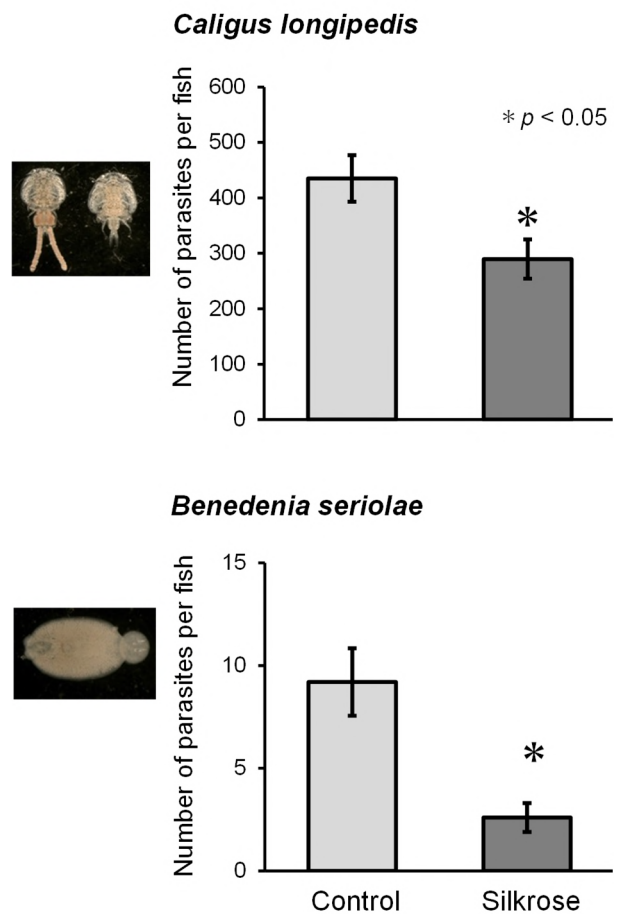 Caligus longipedis
Number of parasites per fish
600
500
400
300
200
100
0
* p < 0.05
*
Benedenia seriolae
Number of parasites per fish
15
10
5
0
*
Control
Silkrose